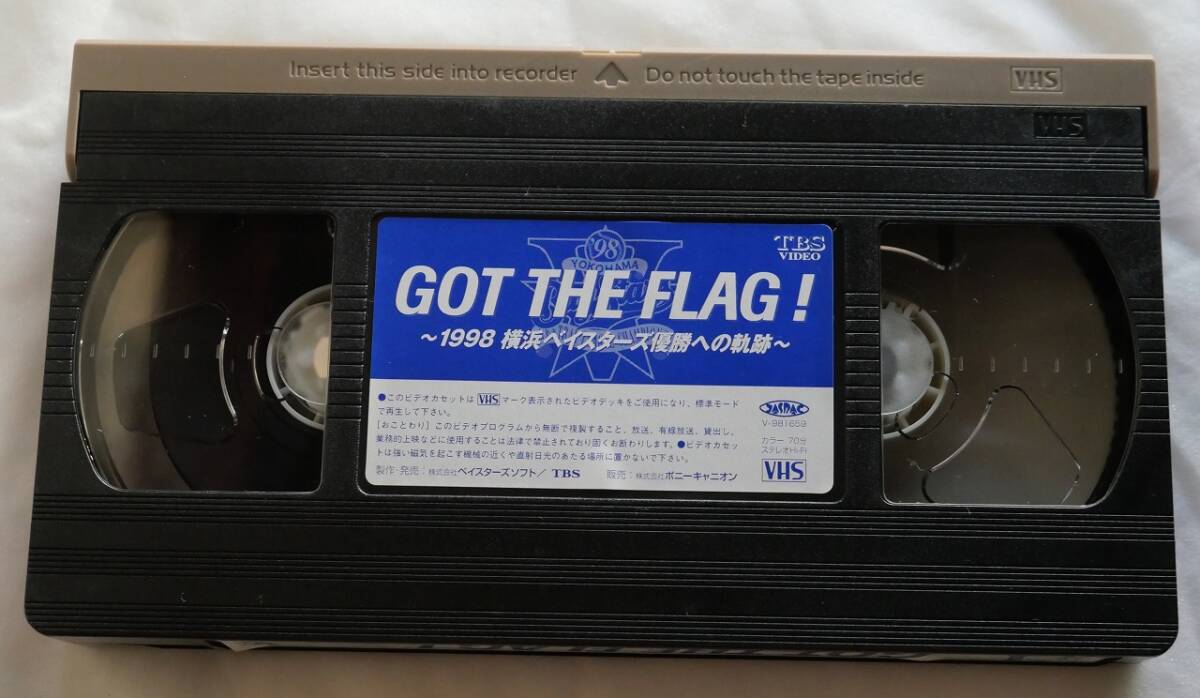 Insert this side into recorder Do not touch the tape inside VHS
VHS
TBS
VIDEO
'98
YOKOHAMA
GOT THE FLAG!
~1998 横浜ベイスターズ優勝への軌跡~
●このビデオカセットは VHS マーク表示されたビデオデッキをご使用になり、標準モード
で再生して下さい。
[おことわり]このビデオプログラムから無断で複製すること、放送、有線放送、貸出し、
業務的上映などに使用することは法律で禁止されており固くお断わりします。●ビデオカセッ
トは強い磁気を起こす機械の近くや直射日光のあたる場所に置かないで下さい。
製作・発売：株式会社ベイスターズソフト／TBS 販売：株式会社ポニーキャニオン
JASRAC
V-981659
カラー 70分
ステレオHi-Fi
VHS